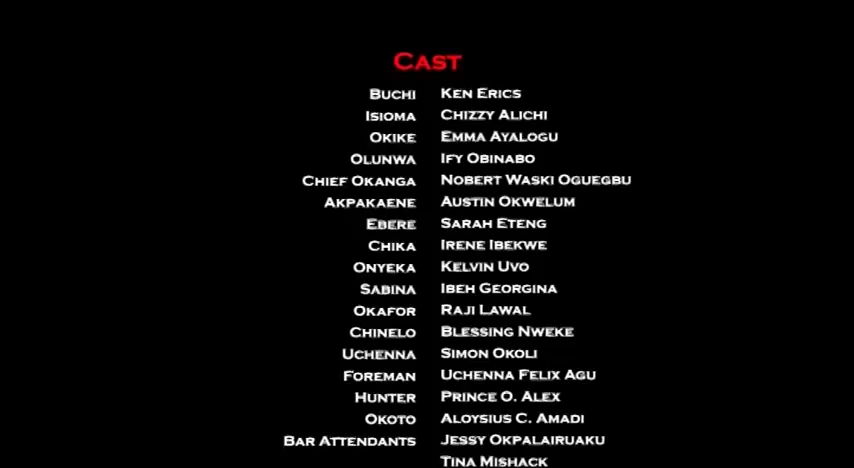 Cast
Buchi Ken Erics
Isioma Chizzy Alichi
Okike Emma Ayalogu
Olunwa Ify Obinabo
Chief Okanga Nobert Waski Oguegbu
Akpakaene Austin Okwelum
Ebere Sarah Eteng
Chika Irene Ibekwe
Onyeka Kelvin Uvo
Sabina Ibeh Georgina
Okafor Raji Lawal
Chinelo Blessing Nweke
Uchenna Simon Okoli
Foreman Uchenna Felix Agu
Hunter Prince O. Alex
Okoto Aloysius C. Amadi
Bar Attendants Jessy Okpalairuaku
Tina Mishack